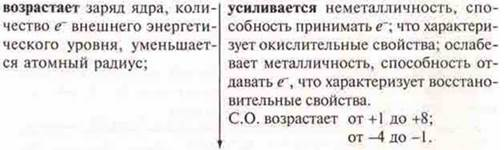 возрастает заряд ядра, коли-
чество e⁻ внешнего энергети-
ческого уровня, уменьшает-
ся атомный радиус;
усиливается неметалличность, спо-
собность принимать e⁻; что характери-
зует окислительные свойства; ослабе-
вает металличность, способность от-
давать e⁻, что характеризует восстано-
вительные свойства.
С.О. возрастает от +1 до +8;
от –4 до –1.